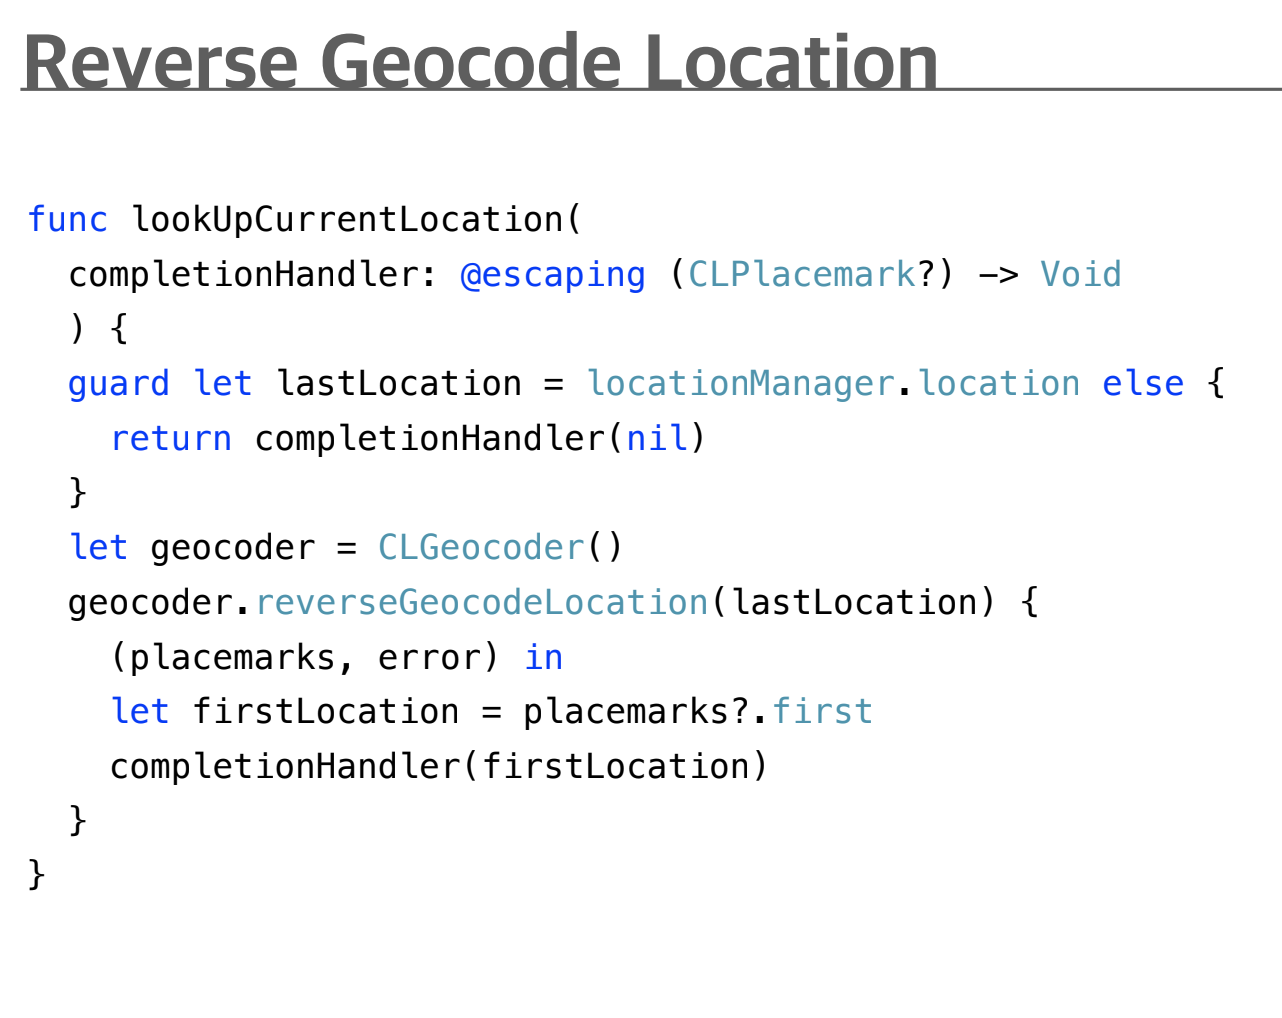 Reverse Geocode Location
func lookUpCurrentLocation(
  completionHandler: @escaping (CLPlacemark?) -> Void
  ) {
  guard let lastLocation = locationManager.location else {
    return completionHandler(nil)
  }
  let geocoder = CLGeocoder()
  geocoder.reverseGeocodeLocation(lastLocation) {
    (placemarks, error) in
    let firstLocation = placemarks?.first
    completionHandler(firstLocation)
  }
}